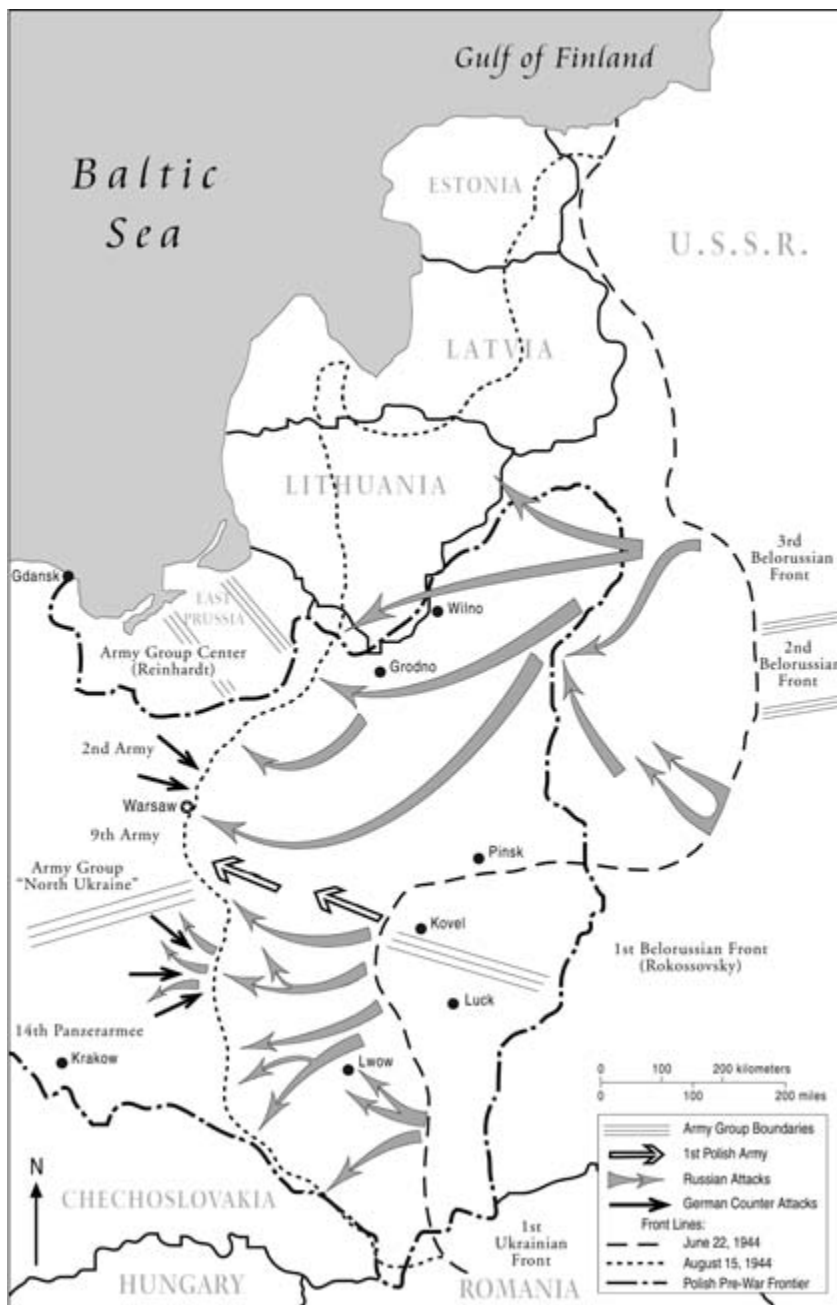 Gulf of Finland
Baltic
Sea
ESTONIA
U.S.S.R.
LATVIA
LITHUANIA
3rd
Belorussian
Front
Gdansk
EAST
PRUSSIA
Wilno
2nd
Belorussian
Front
Army Group Center
(Reinhardt)
Grodno
2nd Army
Warsaw
9th Army
Pinsk
Army Group
"North Ukraine"
Kovel
1st Belorussian Front
(Rokossovsky)
Luck
14th Panzerarmee
Krakow
Lwow
200 kilometers
0 100 200 miles
Army Group Boundaries
1st Polish Army
Russian Attacks
German Counter Attacks
Front Lines:
June 22, 1944
August 15, 1944
Polish Pre-War Frontier
N
CHECHOSLOVAKIA
1st
Ukrainian
Front
HUNGARY
ROMANIA